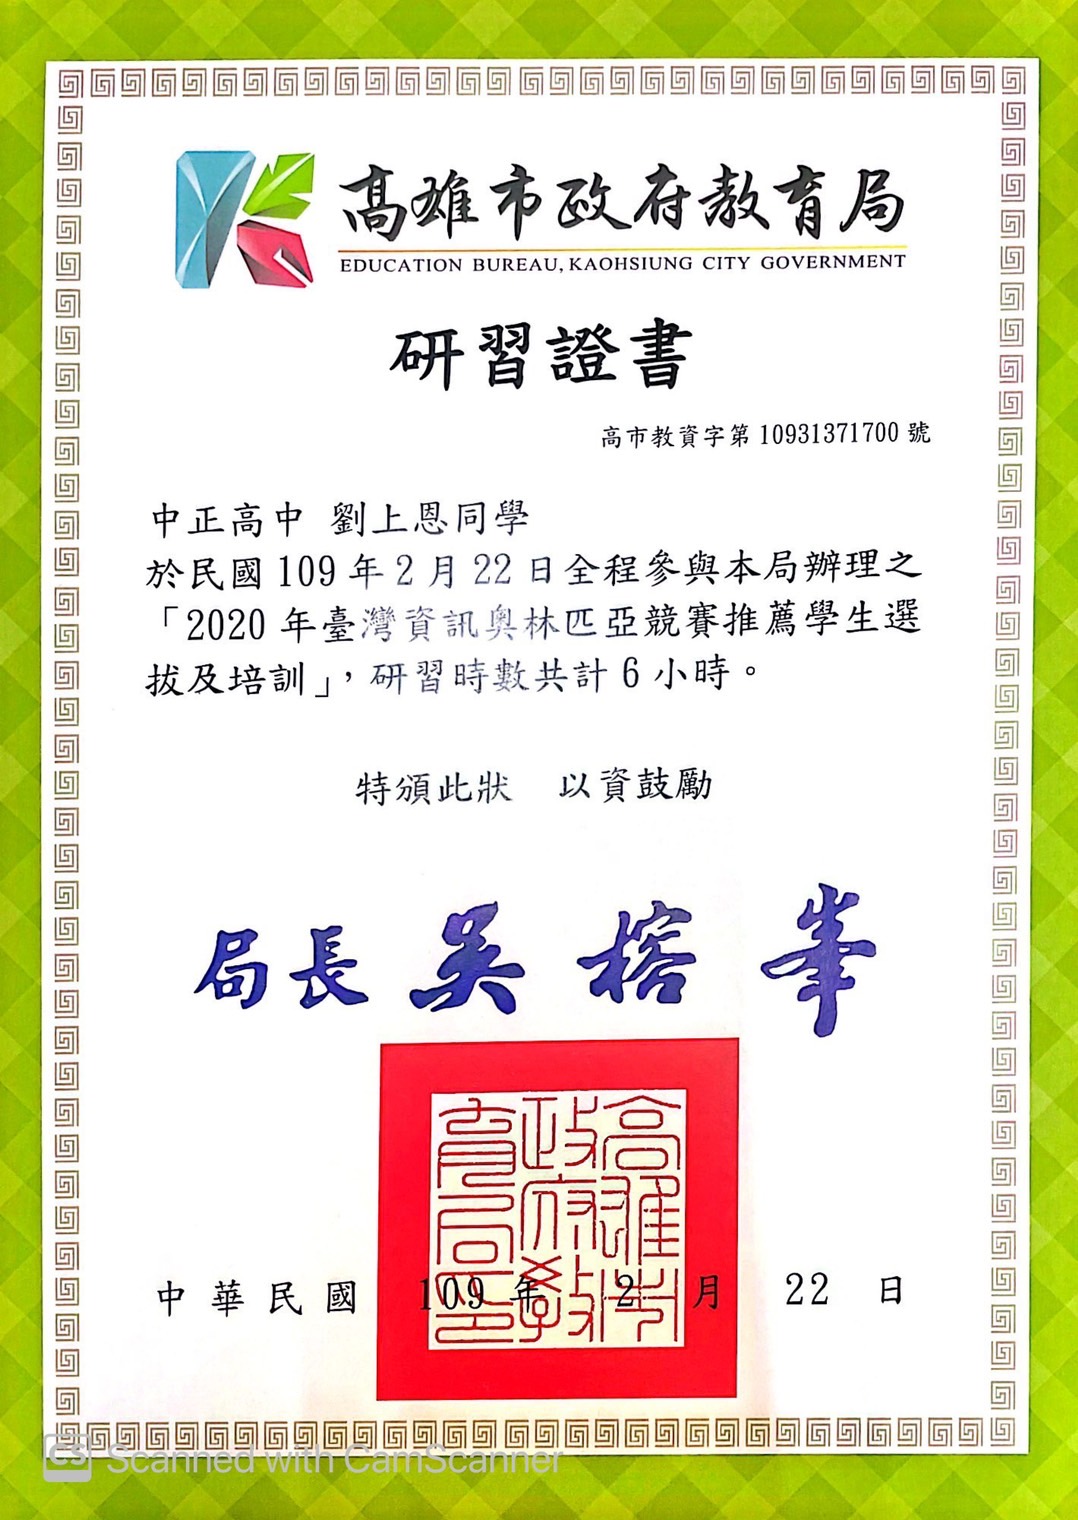 高雄市政府教育局
EDUCATION BUREAU, KAOHSIUNG CITY GOVERNMENT
研習證書
高市教資字第 10931371700 號
中正高中 劉上恩同學
於民國 109 年 2 月 22 日全程參與本局辦理之
「2020 年臺灣資訊奧林匹亞競賽推薦學生選
拔及培訓」，研習時數共計 6 小時。
特頒此狀 以資鼓勵
局長 吳榕峯
高雄市政府教育局印
中華民國 109 年 2 月 22 日
CS Scanned with CamScanner